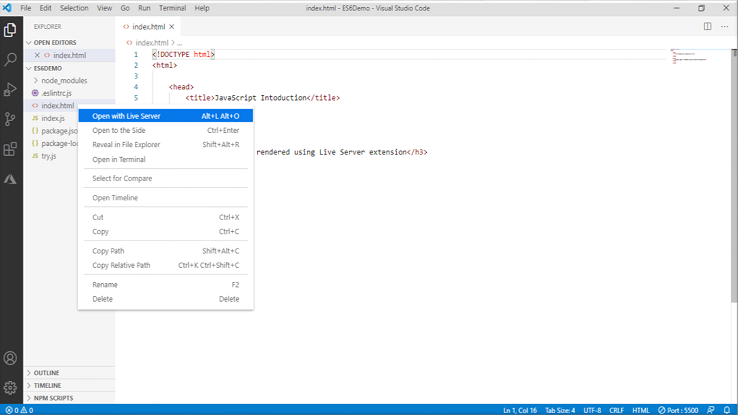 File Edit Selection View Go Run Terminal Help
index.html - ES6Demo - Visual Studio Code
EXPLORER
OPEN EDITORS
index.html
ES6DEMO
node_modules
.eslintrc.js
index.html
index.js
package.jso
package-loc
try.js
OUTLINE
TIMELINE
NPM SCRIPTS
index.html
index.html > ...
1 <!DOCTYPE html>
2 <html>
3
4 <head>
5 <title>JavaScript Intoduction</title>
rendered using Live Server extension</h3>
Open with Live Server Alt+L Alt+O
Open to the Side Ctrl+Enter
Reveal in File Explorer Shift+Alt+R
Open in Terminal
Select for Compare
Open Timeline
Cut Ctrl+X
Copy Ctrl+C
Copy Path Shift+Alt+C
Copy Relative Path Ctrl+K Ctrl+Shift+C
Rename F2
Delete Delete
0 0 Ln 1, Col 16 Tab Size: 4 UTF-8 CRLF HTML Port : 5500